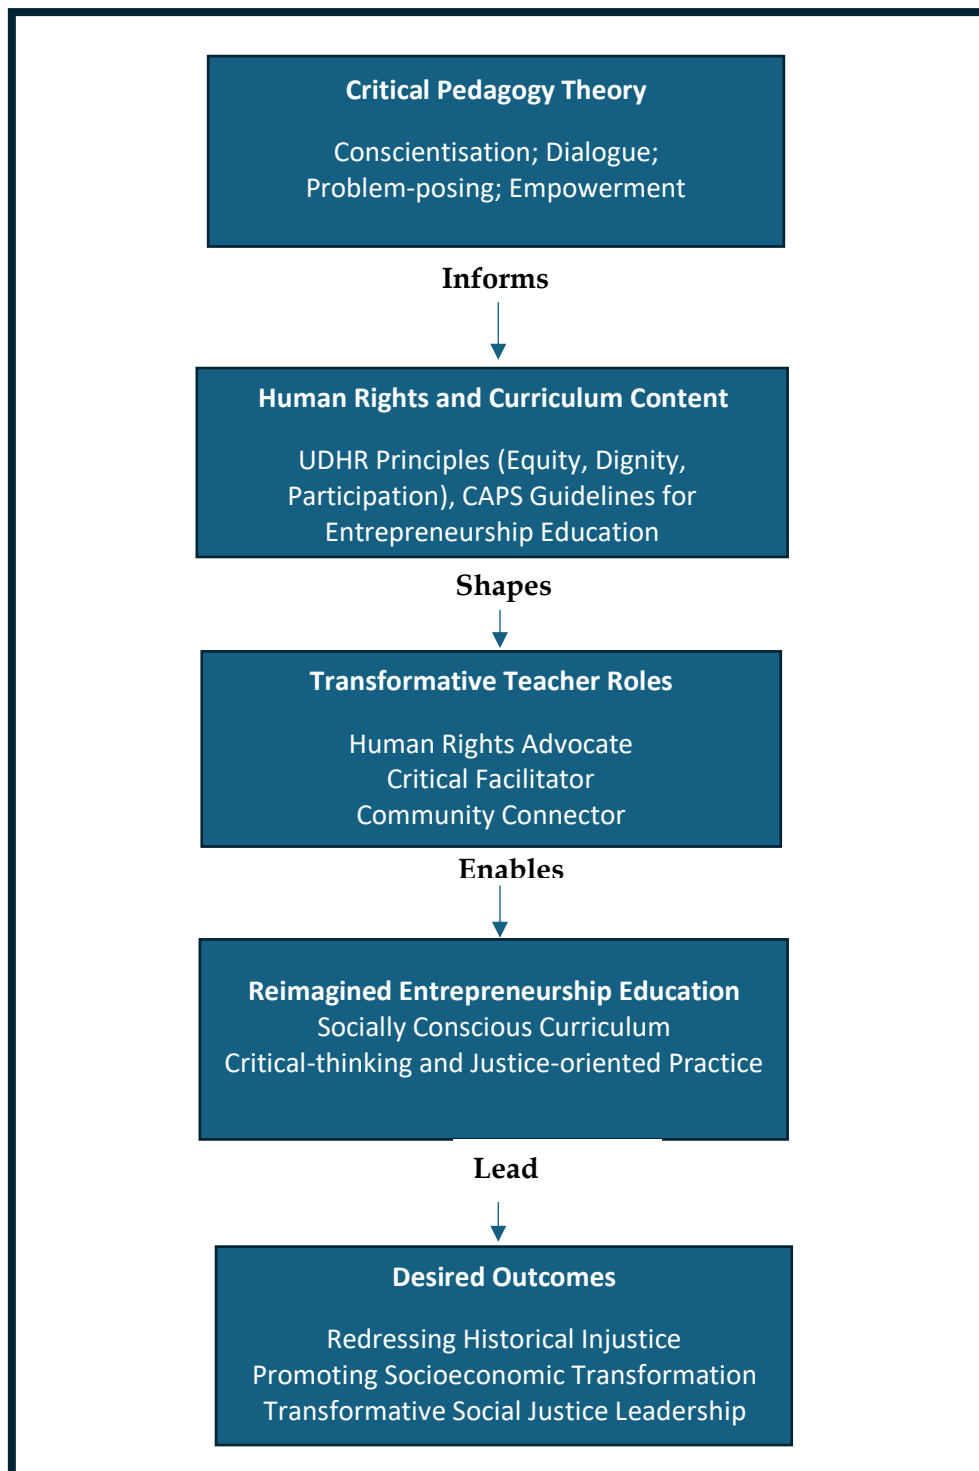 Critical Pedagogy Theory
Conscientisation; Dialogue;
Problem-posing; Empowerment
Informs
Human Rights and Curriculum Content
UDHR Principles (Equity, Dignity,
Participation), CAPS Guidelines for
Entrepreneurship Education
Shapes
Transformative Teacher Roles
Human Rights Advocate
Critical Facilitator
Community Connector
Enables
Reimagined Entrepreneurship Education
Socially Conscious Curriculum
Critical-thinking and Justice-oriented Practice
Lead
Desired Outcomes
Redressing Historical Injustice
Promoting Socioeconomic Transformation
Transformative Social Justice Leadership